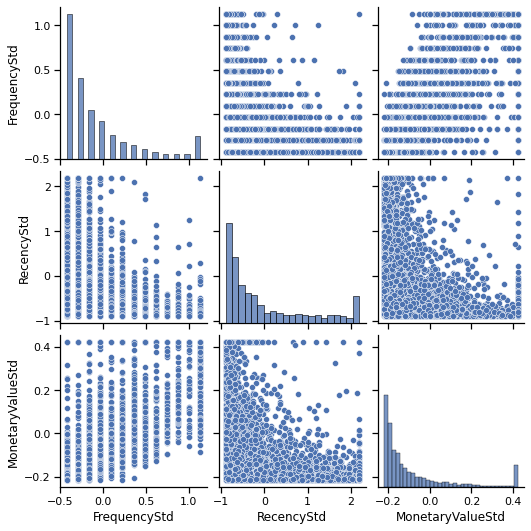 1.0
0.5
0.0
−0.5
FrequencyStd
2
1
0
−1
RecencyStd
0.4
0.2
0.0
−0.2
MonetaryValueStd
−0.5 0.0 0.5 1.0
−1 0 1 2
−0.2 0.0 0.2 0.4
FrequencyStd
RecencyStd
MonetaryValueStd